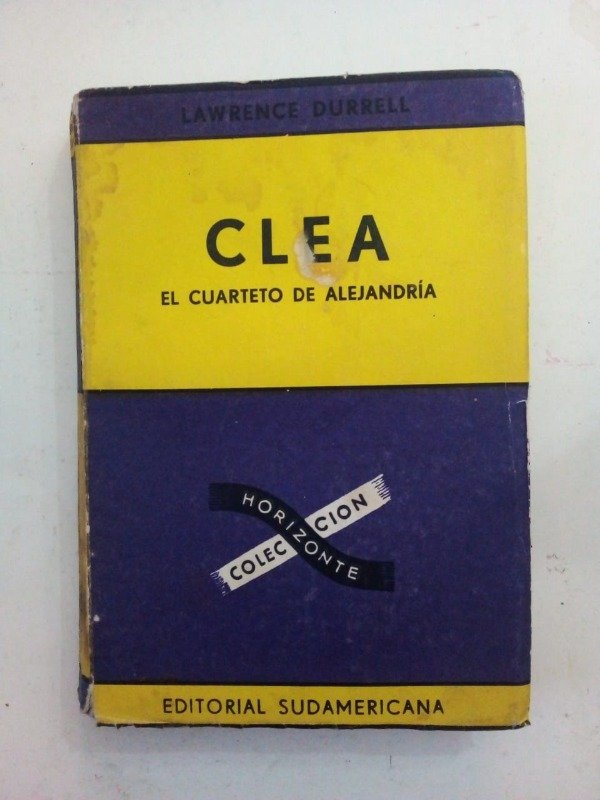 LAWRENCE DURRELL
CLEA
EL CUARTETO DE ALEJANDRÍA
COLECCION
HORIZONTE
EDITORIAL SUDAMERICANA